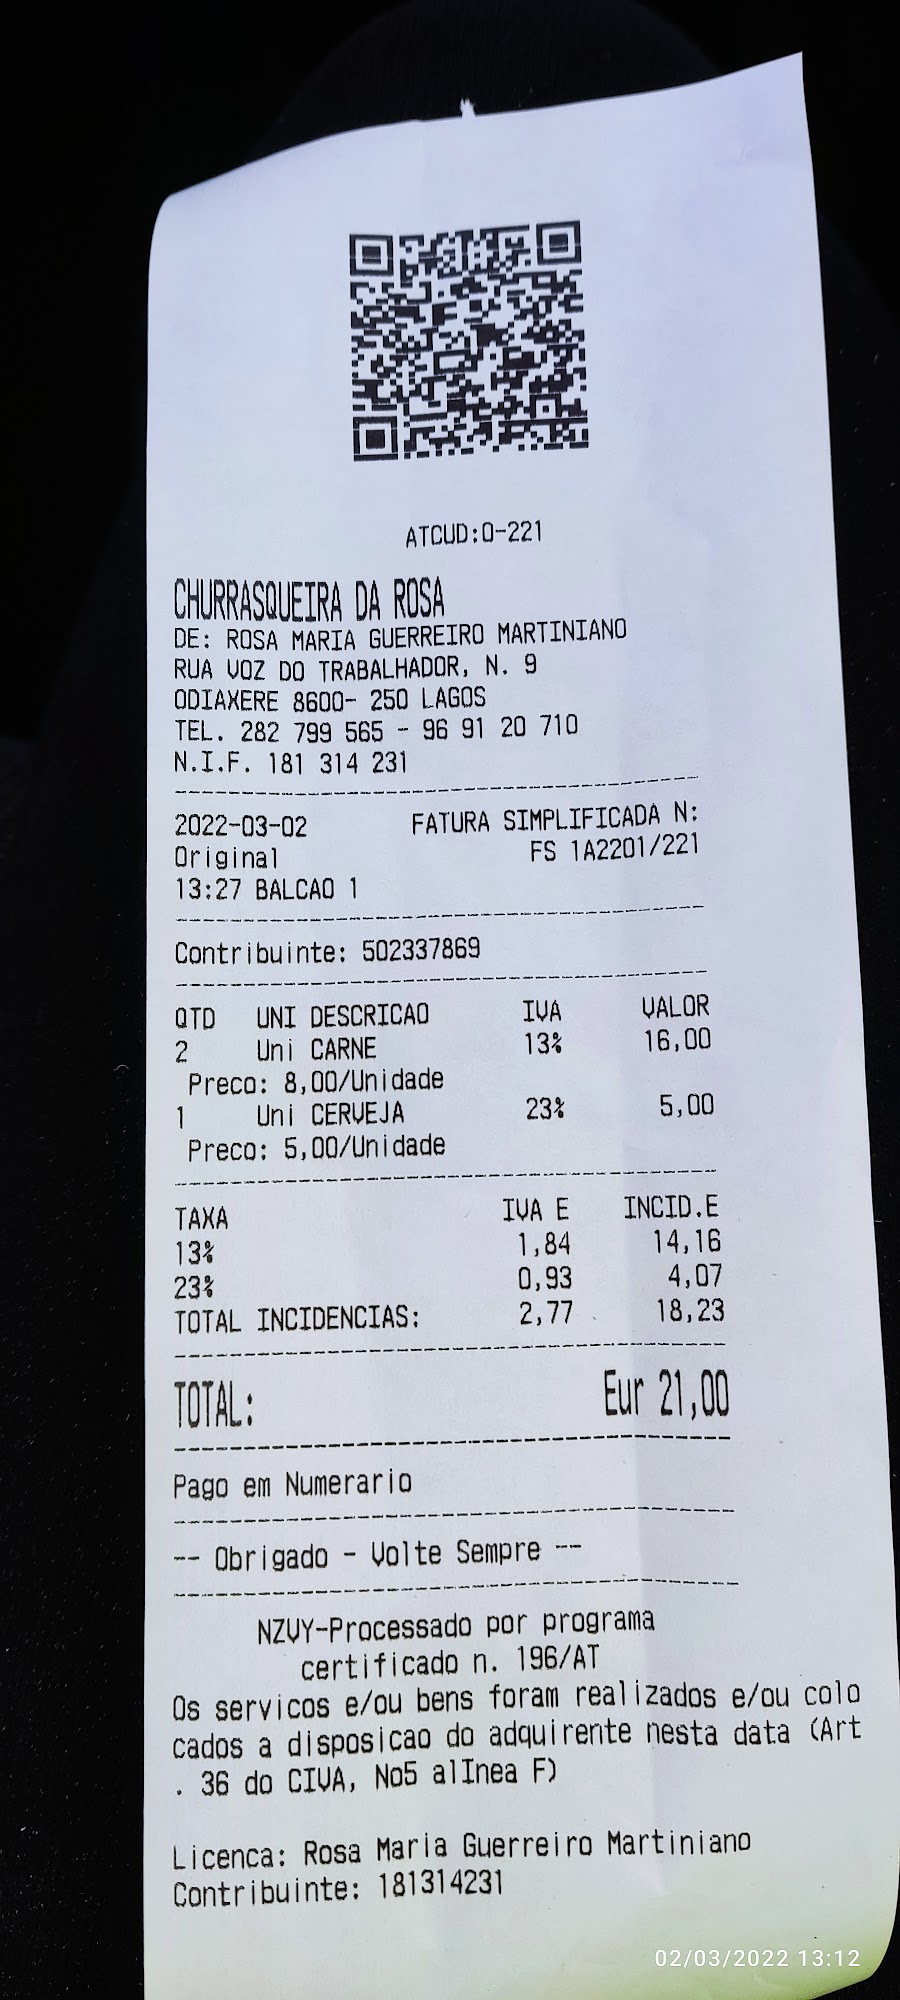 ATCUD:0-221
CHURRASQUEIRA DA ROSA
DE: ROSA MARIA GUERREIRO MARTINIANO
RUA VOZ DO TRABALHADOR, N. 9
ODIAXERE 8600- 250 LAGOS
TEL. 282 799 565 - 96 91 20 710
N.I.F. 181 314 231
2022-03-02 FATURA SIMPLIFICADA N:
Original FS 1A2201/221
13:27 BALCAO 1
Contribuinte: 502337869
QTD UNI DESCRICAO IVA VALOR
2 Uni CARNE 13% 16,00
Preco: 8,00/Unidade
1 Uni CERVEJA 23% 5,00
Preco: 5,00/Unidade
TAXA IVA E INCID.E
13% 1,84 14,16
23% 0,93 4,07
TOTAL INCIDENCIAS: 2,77 18,23
TOTAL: Eur 21,00
Pago em Numerario
-- Obrigado - Volte Sempre --
NZVY-Processado por programa
certificado n. 196/AT
Os servicos e/ou bens foram realizados e/ou colo
cados a disposicao do adquirente nesta data (Art
. 36 do CIVA, No5 alInea F)
Licenca: Rosa Maria Guerreiro Martiniano
Contribuinte: 181314231
02/03/2022 13:12